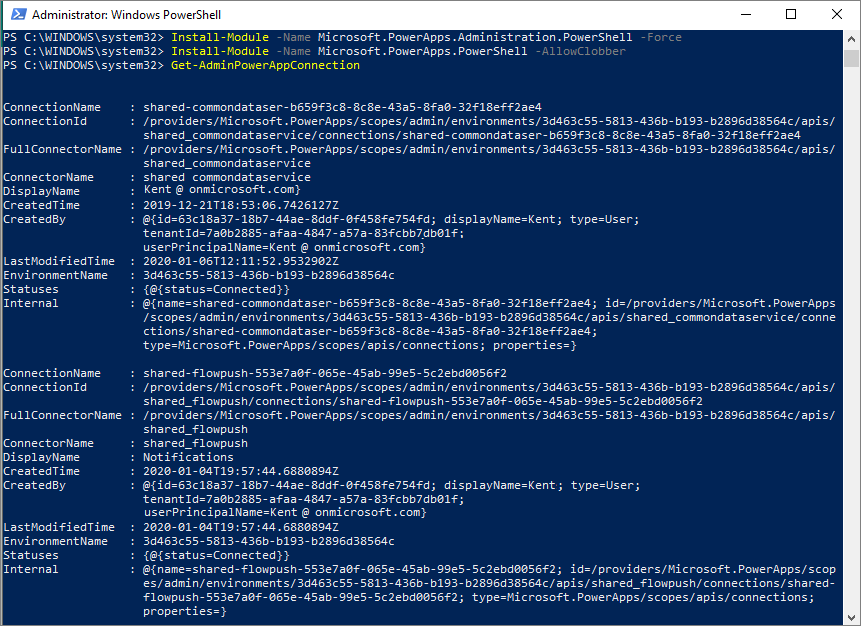 Administrator: Windows PowerShell
PS C:\WINDOWS\system32> Install-Module -Name Microsoft.PowerApps.Administration.PowerShell -Force
PS C:\WINDOWS\system32> Install-Module -Name Microsoft.PowerApps.PowerShell -AllowClobber
PS C:\WINDOWS\system32> Get-AdminPowerAppConnection
ConnectionName : shared-commondataser-b659f3c8-8c8e-43a5-8fa0-32f18eff2ae4
ConnectionId : /providers/Microsoft.PowerApps/scopes/admin/environments/3d463c55-5813-436b-b193-b2896d38564c/apis/
shared_commondataservice/connections/shared-commondataser-b659f3c8-8c8e-43a5-8fa0-32f18eff2ae4
FullConnectorName : /providers/Microsoft.PowerApps/scopes/admin/environments/3d463c55-5813-436b-b193-b2896d38564c/apis/
shared_commondataservice
ConnectorName : shared commondataservice
DisplayName : Kent @ onmicrosoft.com}
CreatedTime : 2019-12-21T18:53:06.7426127Z
CreatedBy : @{id=63c18a37-18b7-44ae-8ddf-0f458fe754fd; displayName=Kent; type=User;
tenantId=7a0b2885-afaa-4847-a57a-83fcbb7db01f;
userPrincipalName=Kent @ onmicrosoft.com}
LastModifiedTime : 2020-01-06T12:11:52.9532902Z
EnvironmentName : 3d463c55-5813-436b-b193-b2896d38564c
Statuses : {@{status=Connected}}
Internal : @{name=shared-commondataser-b659f3c8-8c8e-43a5-8fa0-32f18eff2ae4; id=/providers/Microsoft.PowerApps
/scopes/admin/environments/3d463c55-5813-436b-b193-b2896d38564c/apis/shared_commondataservice/conne
ctions/shared-commondataser-b659f3c8-8c8e-43a5-8fa0-32f18eff2ae4;
type=Microsoft.PowerApps/scopes/apis/connections; properties=}
ConnectionName : shared-flowpush-553e7a0f-065e-45ab-99e5-5c2ebd0056f2
ConnectionId : /providers/Microsoft.PowerApps/scopes/admin/environments/3d463c55-5813-436b-b193-b2896d38564c/apis/
shared_flowpush/connections/shared-flowpush-553e7a0f-065e-45ab-99e5-5c2ebd0056f2
FullConnectorName : /providers/Microsoft.PowerApps/scopes/admin/environments/3d463c55-5813-436b-b193-b2896d38564c/apis/
shared_flowpush
ConnectorName : shared_flowpush
DisplayName : Notifications
CreatedTime : 2020-01-04T19:57:44.6880894Z
CreatedBy : @{id=63c18a37-18b7-44ae-8ddf-0f458fe754fd; displayName=Kent; type=User;
tenantId=7a0b2885-afaa-4847-a57a-83fcbb7db01f;
userPrincipalName=Kent @ onmicrosoft.com}
LastModifiedTime : 2020-01-04T19:57:44.6880894Z
EnvironmentName : 3d463c55-5813-436b-b193-b2896d38564c
Statuses : {@{status=Connected}}
Internal : @{name=shared-flowpush-553e7a0f-065e-45ab-99e5-5c2ebd0056f2; id=/providers/Microsoft.PowerApps/scop
es/admin/environments/3d463c55-5813-436b-b193-b2896d38564c/apis/shared_flowpush/connections/shared-
flowpush-553e7a0f-065e-45ab-99e5-5c2ebd0056f2; type=Microsoft.PowerApps/scopes/apis/connections;
properties=}